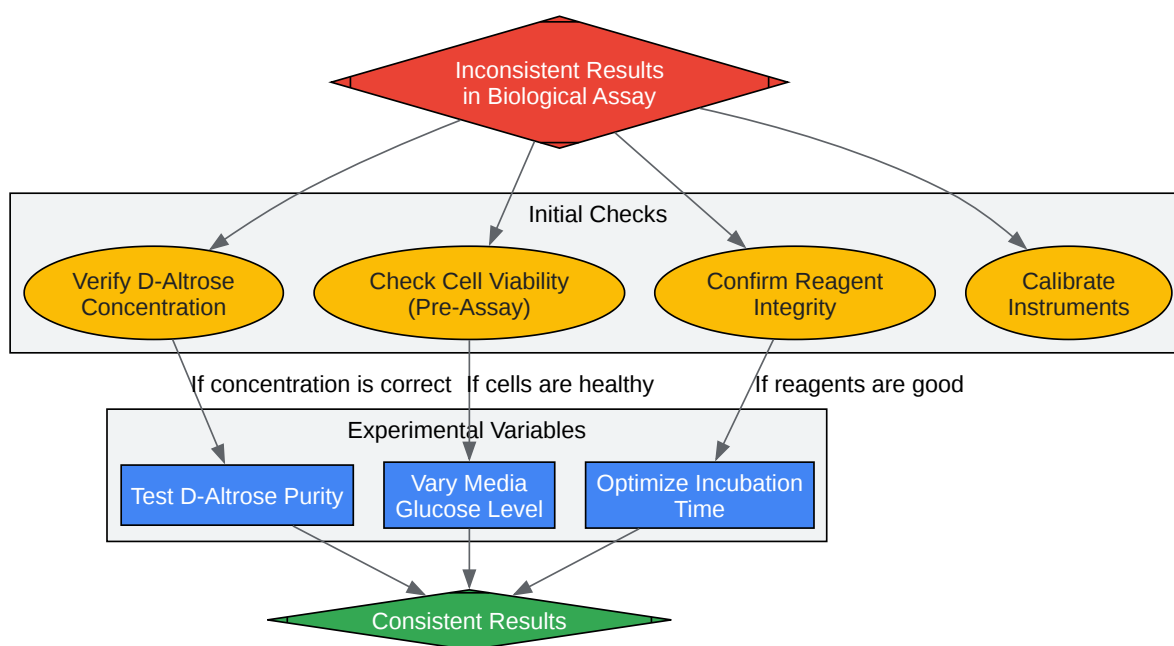 Inconsistent Results
in Biological Assay
Initial Checks
Verify D-Altrose
Concentration
Check Cell Viability
(Pre-Assay)
Confirm Reagent
Integrity
Calibrate
Instruments
If concentration is correct
If cells are healthy
If reagents are good
Experimental Variables
Test D-Altrose Purity
Vary Media
Glucose Level
Optimize Incubation
Time
Consistent Results